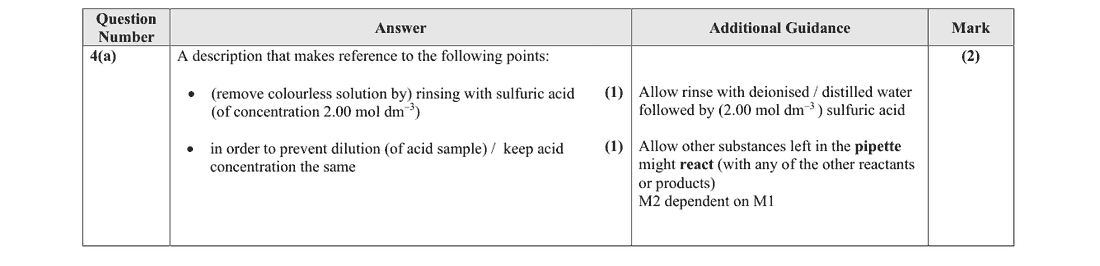 Question Number
Answer
Additional Guidance
Mark
4(a)
A description that makes reference to the following points:
• (remove colourless solution by) rinsing with sulfuric acid (1)
(of concentration 2.00 mol dm⁻³)
• in order to prevent dilution (of acid sample) / keep acid (1)
concentration the same
Allow rinse with deionised / distilled water
followed by (2.00 mol dm⁻³ ) sulfuric acid
Allow other substances left in the pipette
might react (with any of the other reactants
or products)
M2 dependent on M1
(2)